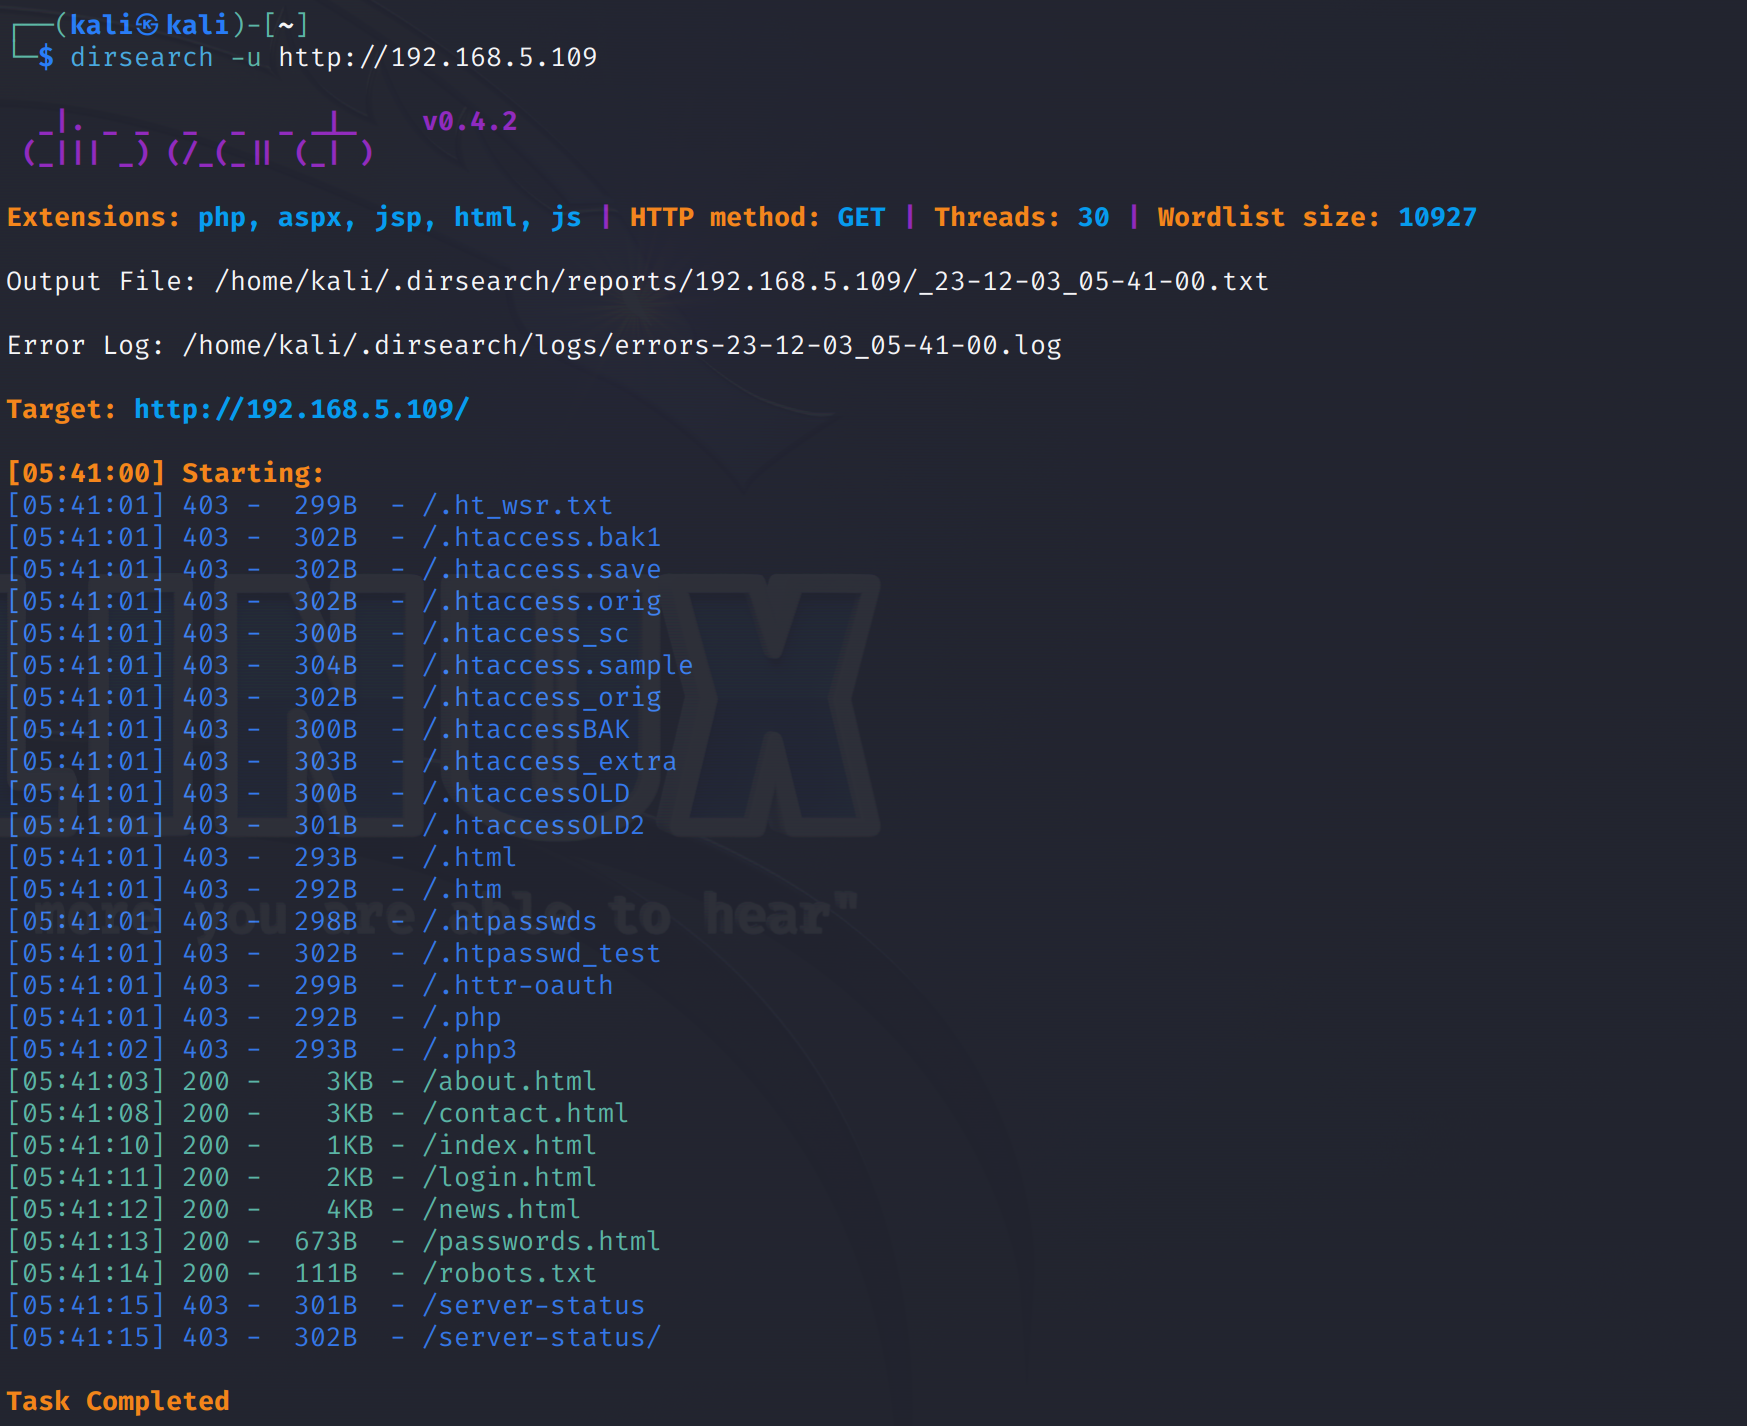 ┌──(kali㉿kali)-[~]
└─$ dirsearch -u http://192.168.5.109
  _|. _ _  _  _  _ _|_    v0.4.2
 (_||| _) (/_(_|| (_| )
Extensions: php, aspx, jsp, html, js | HTTP method: GET | Threads: 30 | Wordlist size: 10927
Output File: /home/kali/.dirsearch/reports/192.168.5.109/_23-12-03_05-41-00.txt
Error Log: /home/kali/.dirsearch/logs/errors-23-12-03_05-41-00.log
Target: http://192.168.5.109/
[05:41:00] Starting:
[05:41:01] 403 -  299B  - /.ht_wsr.txt
[05:41:01] 403 -  302B  - /.htaccess.bak1
[05:41:01] 403 -  302B  - /.htaccess.save
[05:41:01] 403 -  302B  - /.htaccess.orig
[05:41:01] 403 -  300B  - /.htaccess_sc
[05:41:01] 403 -  304B  - /.htaccess.sample
[05:41:01] 403 -  302B  - /.htaccess_orig
[05:41:01] 403 -  300B  - /.htaccessBAK
[05:41:01] 403 -  303B  - /.htaccess_extra
[05:41:01] 403 -  300B  - /.htaccessOLD
[05:41:01] 403 -  301B  - /.htaccessOLD2
[05:41:01] 403 -  293B  - /.html
[05:41:01] 403 -  292B  - /.htm
[05:41:01] 403 -  298B  - /.htpasswds
[05:41:01] 403 -  302B  - /.htpasswd_test
[05:41:01] 403 -  299B  - /.httr-oauth
[05:41:01] 403 -  292B  - /.php
[05:41:02] 403 -  293B  - /.php3
[05:41:03] 200 -    3KB - /about.html
[05:41:08] 200 -    3KB - /contact.html
[05:41:10] 200 -    1KB - /index.html
[05:41:11] 200 -    2KB - /login.html
[05:41:12] 200 -    4KB - /news.html
[05:41:13] 200 -  673B  - /passwords.html
[05:41:14] 200 -  111B  - /robots.txt
[05:41:15] 403 -  301B  - /server-status
[05:41:15] 403 -  302B  - /server-status/
Task Completed
more you are able to hear"